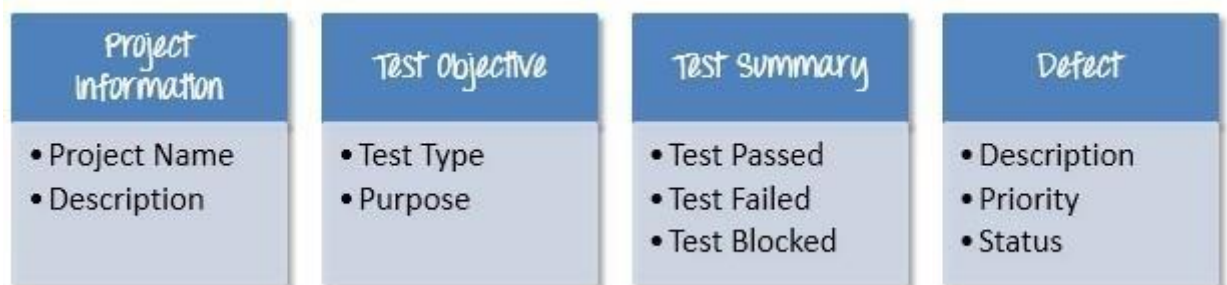 Project
Information
• Project Name
• Description
Test Objective
• Test Type
• Purpose
Test Summary
• Test Passed
• Test Failed
• Test Blocked
Defect
• Description
• Priority
• Status